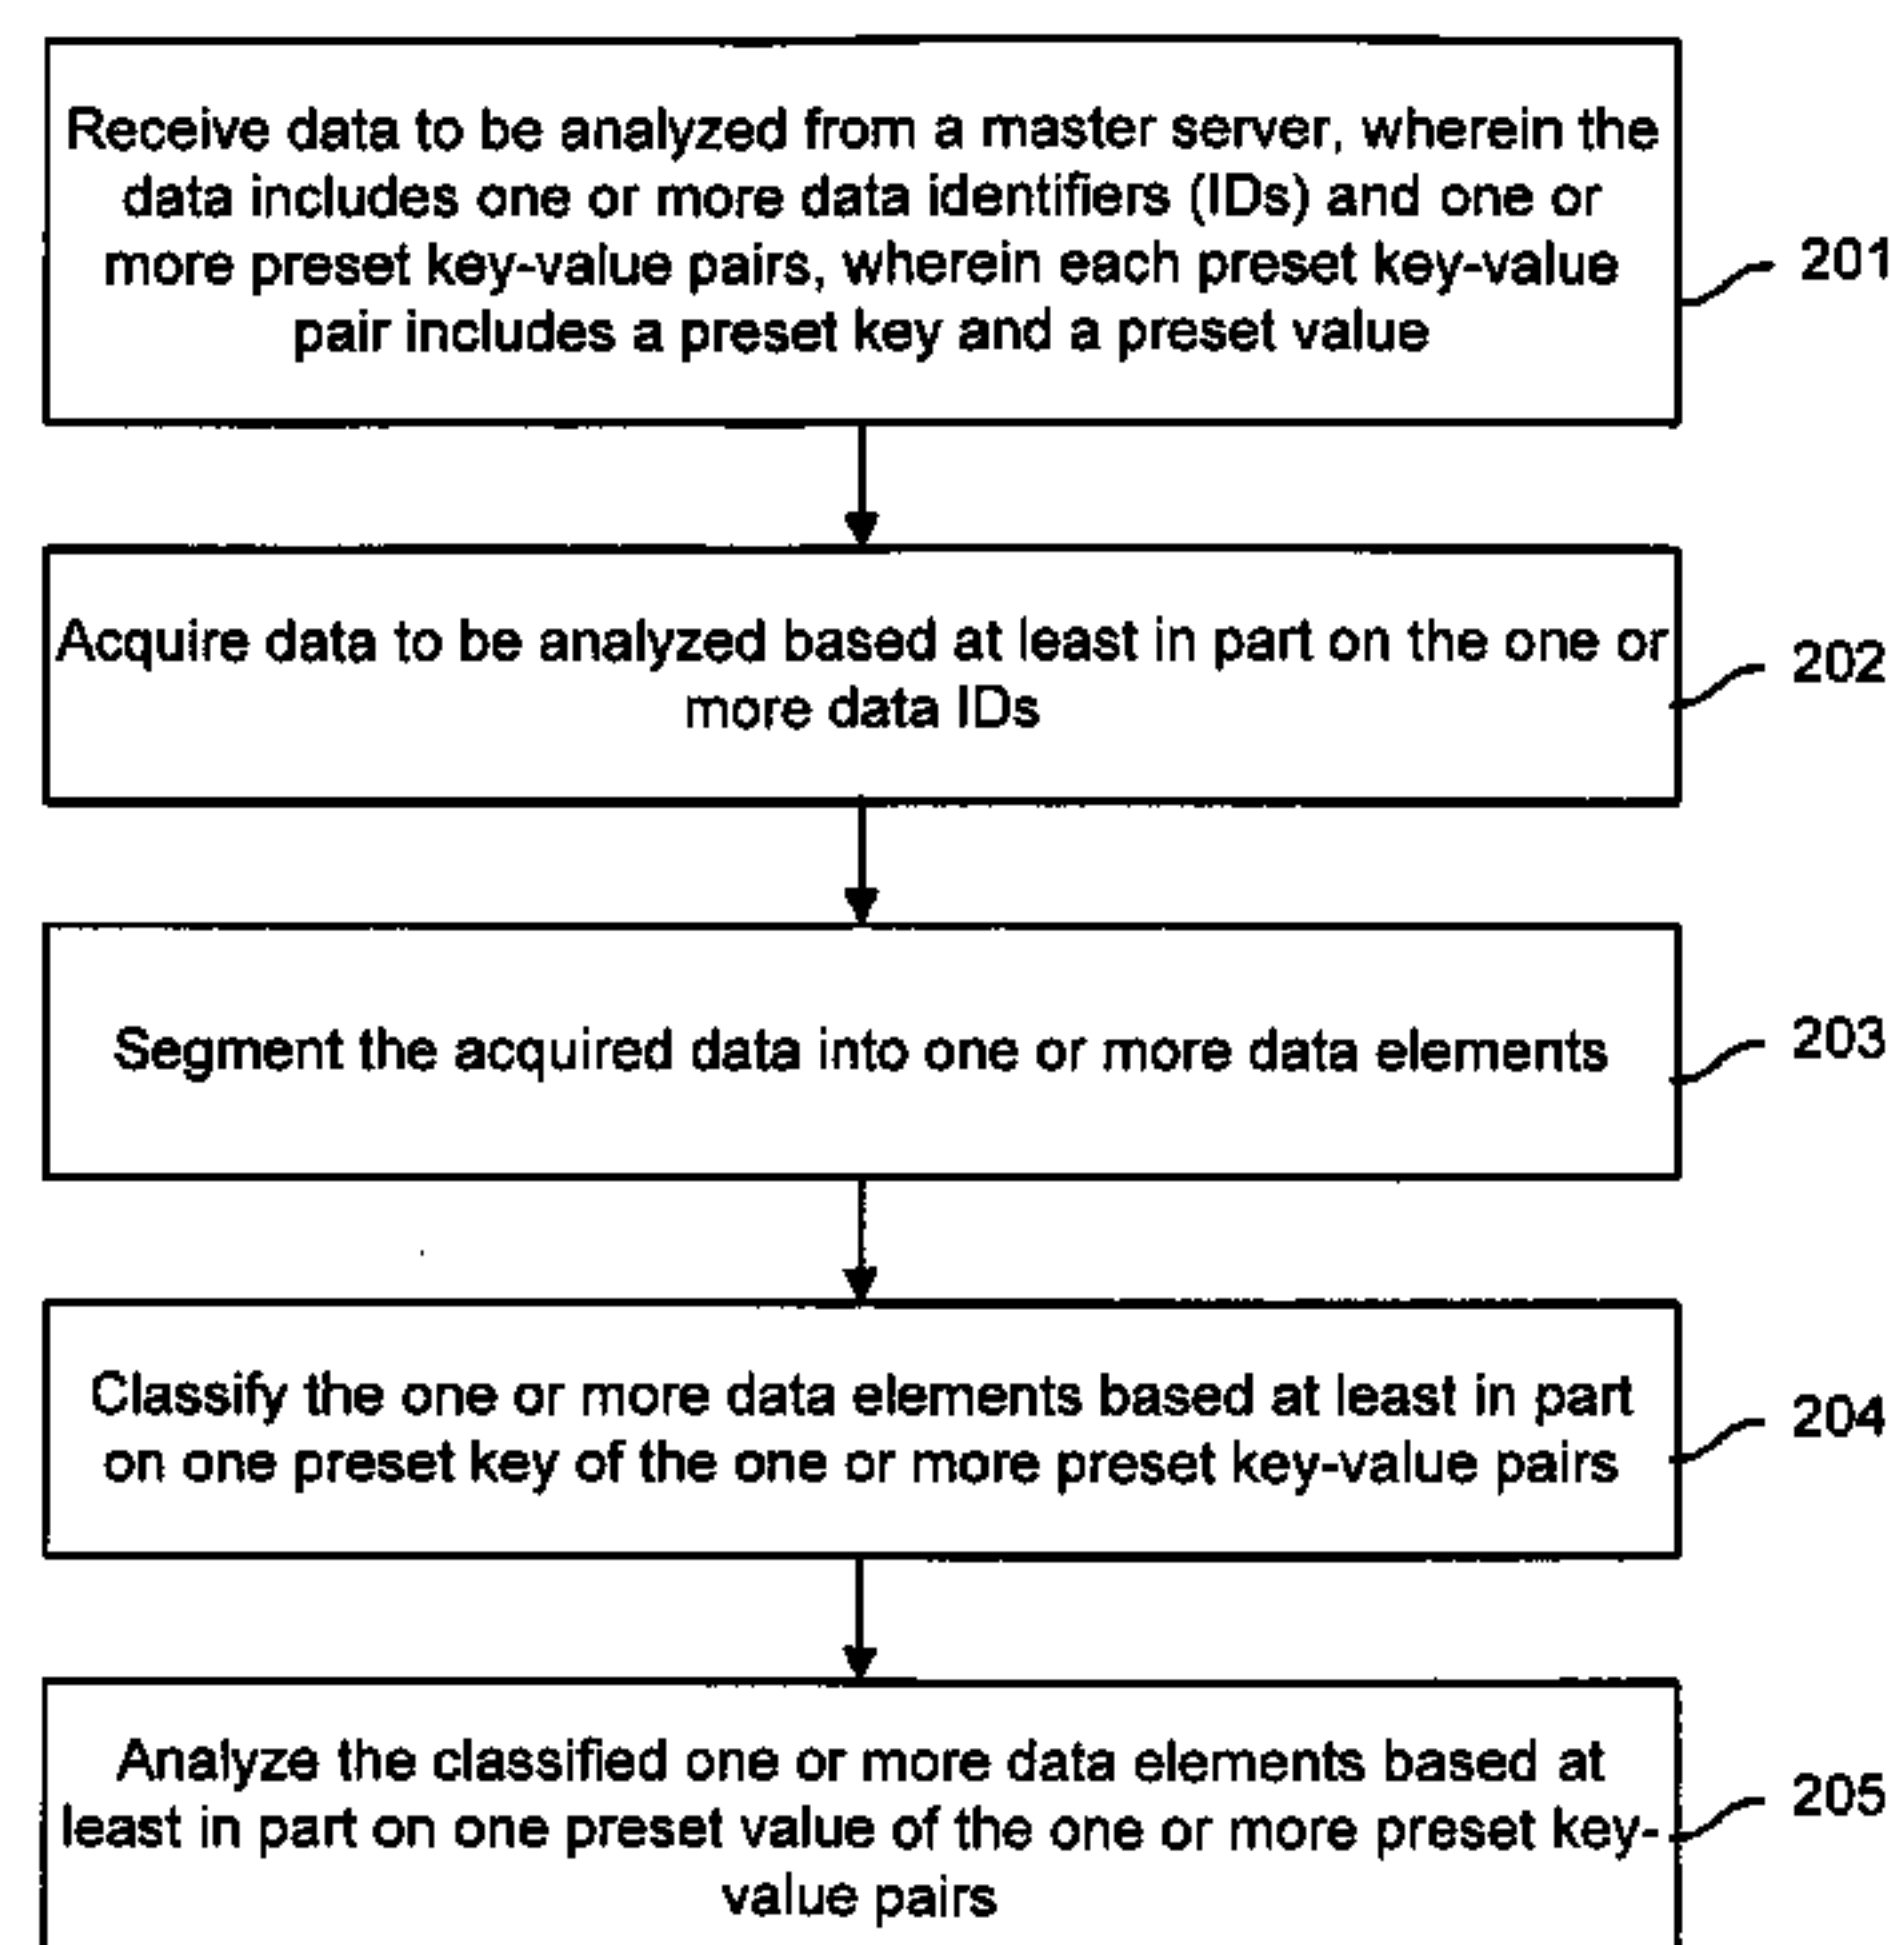 Receive data to be analyzed from a master server, wherein the
data includes one or more data identifiers (IDs) and one or
more preset key-value pairs, wherein each preset key-value
pair includes a preset key and a preset value
201
Acquire data to be analyzed based at least in part on the one or
more data IDs
202
Segment the acquired data into one or more data elements
203
Classify the one or more data elements based at least in part
on one preset key of the one or more preset key-value pairs
204
Analyze the classified one or more data elements based at
least in part on one preset value of the one or more preset key-
value pairs
205